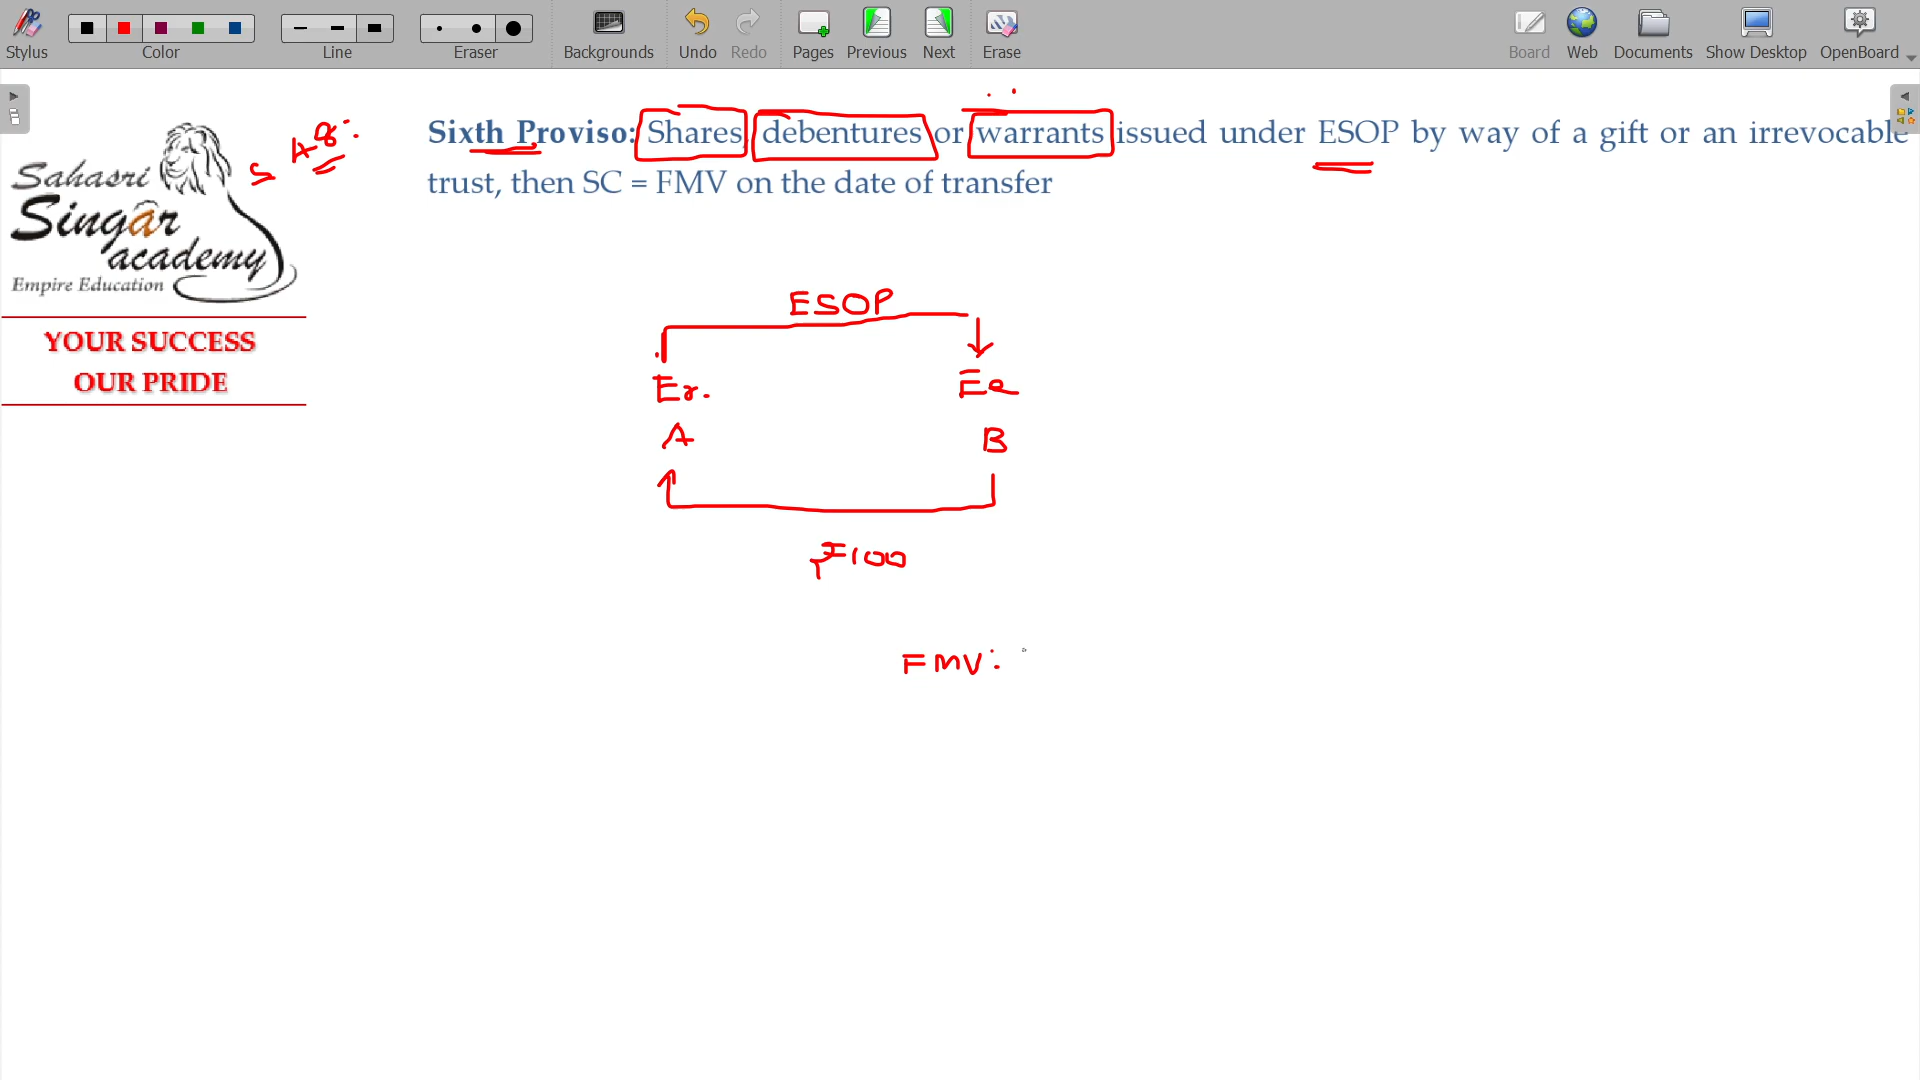 Stylus Color Line Eraser Backgrounds Undo Redo Pages Previous Next Erase Board Web Documents Show Desktop OpenBoard
S 48:
Sixth Proviso: Shares, debentures or warrants issued under ESOP by way of a gift or an irrevocable
trust, then SC = FMV on the date of transfer
Sahasri
Singar
academy
Empire Education
YOUR SUCCESS
OUR PRIDE
ESOP
Er. Ee
A B
₹100
FMV: